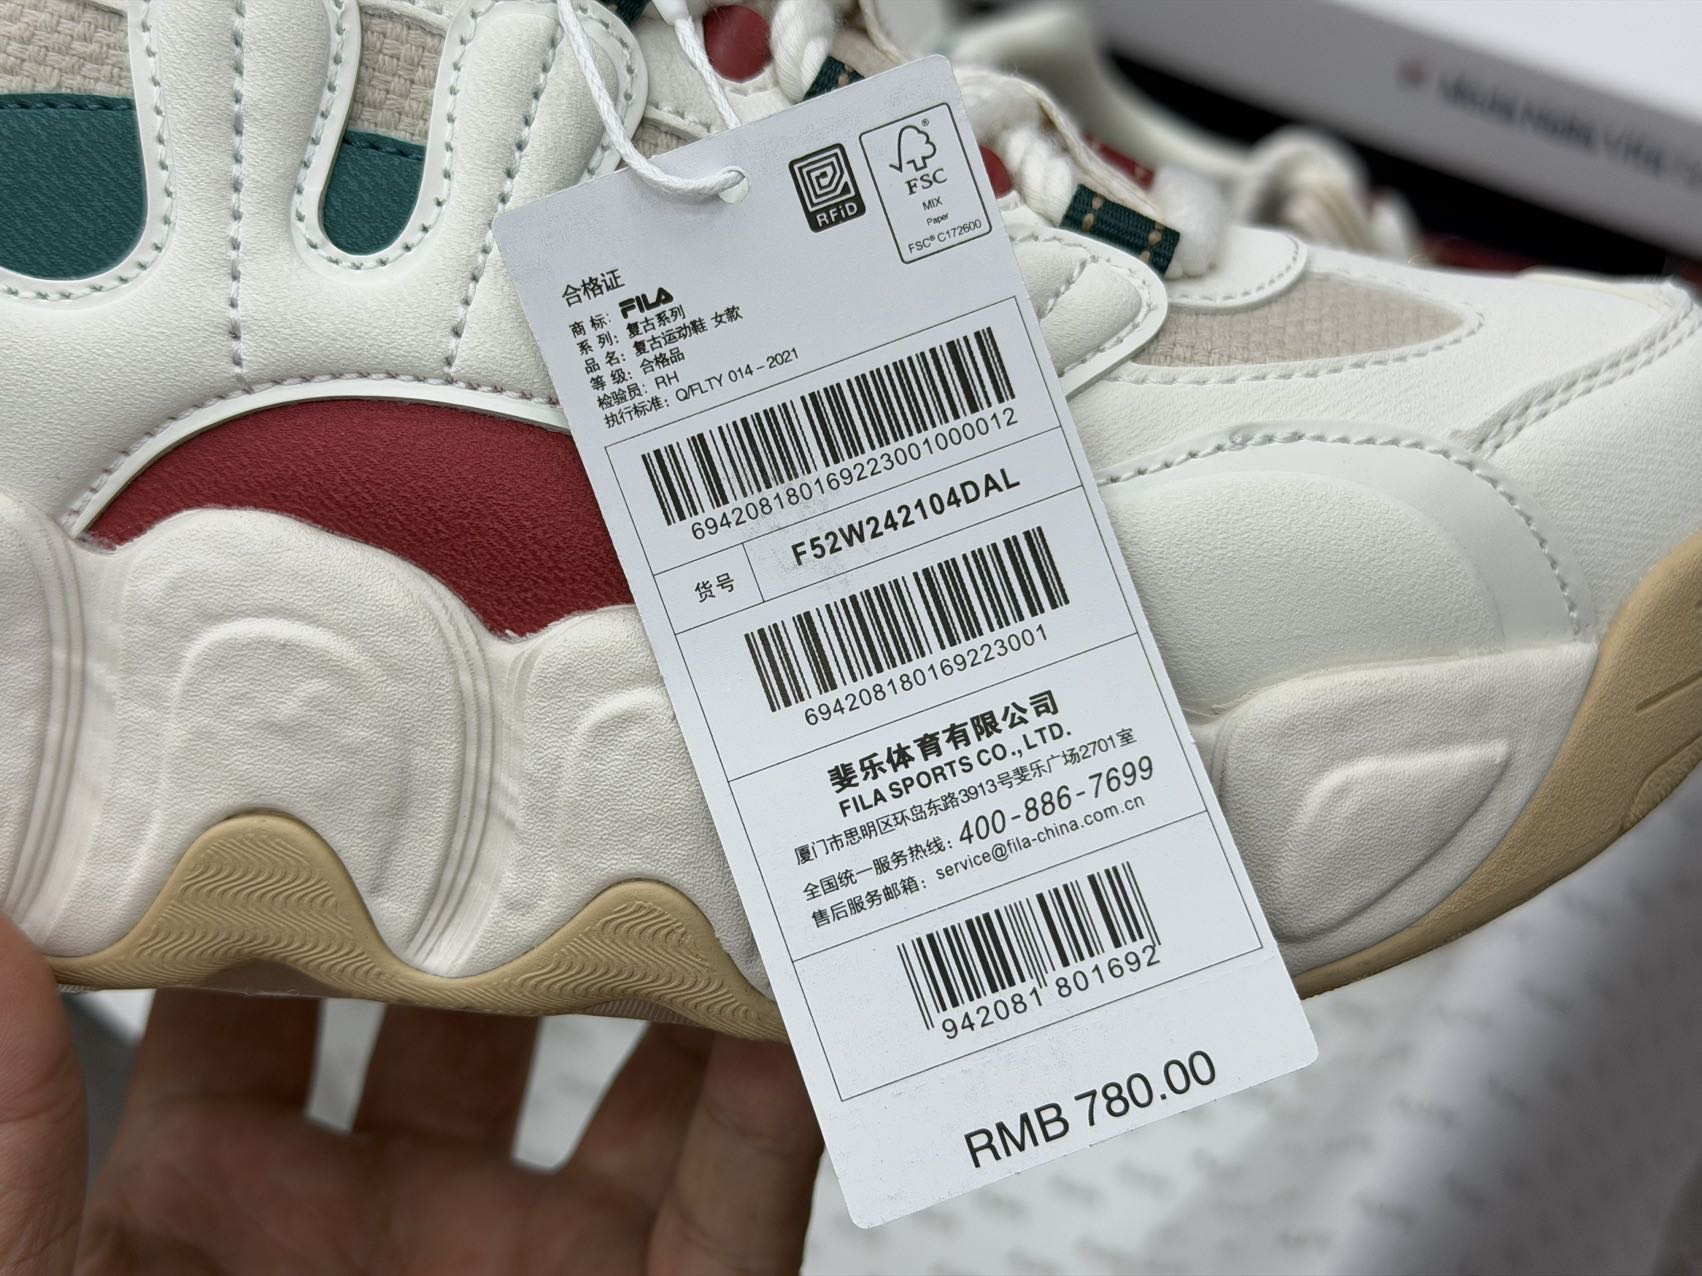 RFiD
FSC
MIX
Paper
FSC® C172600
合格证
商 标: FILA
系 列: 复古系列
品 名: 复古运动鞋 女款
等 级: 合格品
检验员: RH
执行标准: Q/FLTY 014-2021
69420818016922300100​0012
货号
F52W242104DAL
6942081801692223001
斐乐体育有限公司
FILA SPORTS CO.,LTD.
厦门市思明区环岛东路3913号斐乐广场2701室
全国统一服务热线: 400-886-7699
售后服务邮箱: service@fila-china.com.cn
942081 801692
RMB 780.00